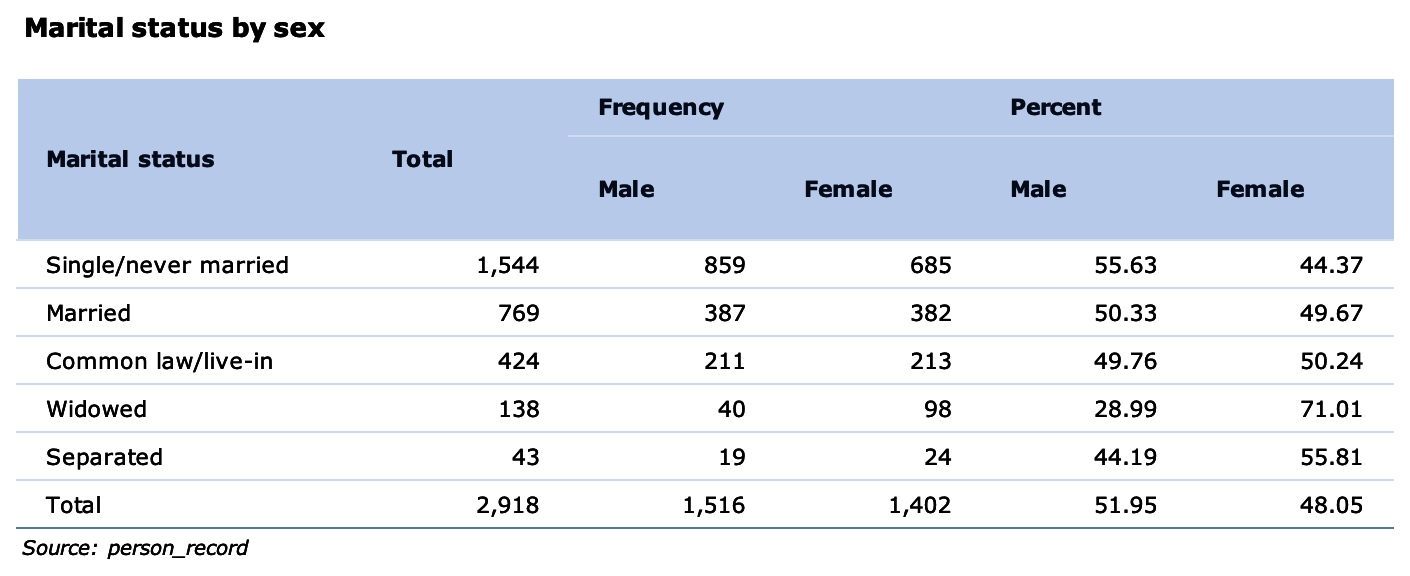 Marital status by sex
Frequency Percent
Marital status Total
Male Female Male Female
Single/never married 1,544 859 685 55.63 44.37
Married 769 387 382 50.33 49.67
Common law/live-in 424 211 213 49.76 50.24
Widowed 138 40 98 28.99 71.01
Separated 43 19 24 44.19 55.81
Total 2,918 1,516 1,402 51.95 48.05
Source: person_record